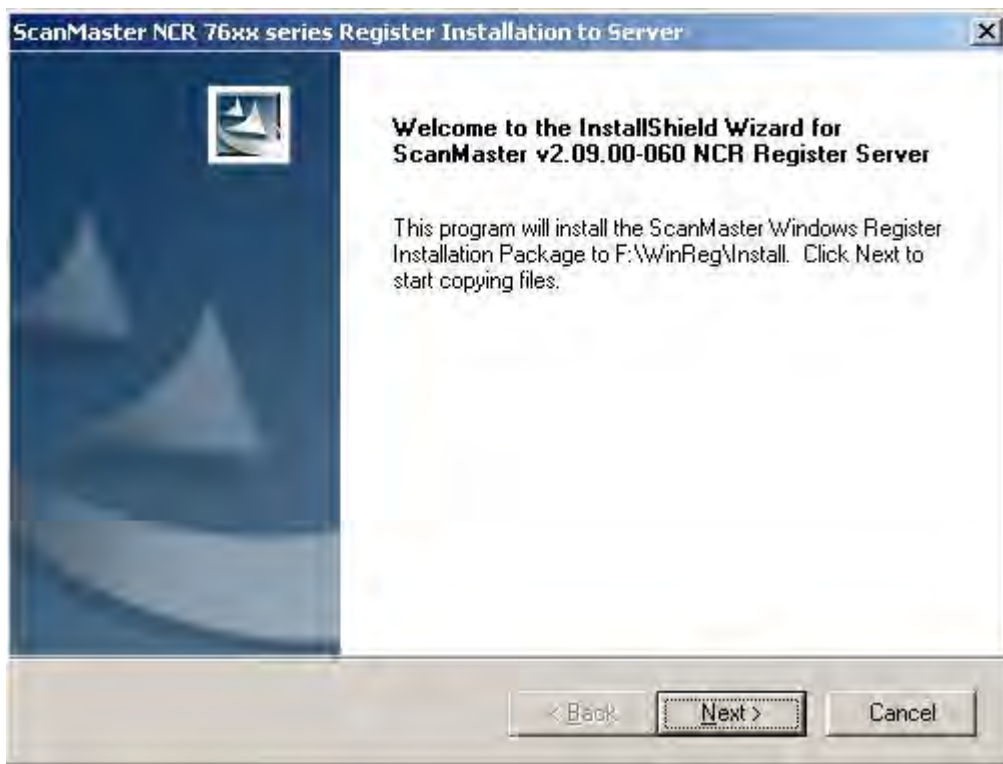 ScanMaster NCR 76xx series Register Installation to Server
Welcome to the InstallShield Wizard for
ScanMaster v2.09.00-060 NCR Register Server
This program will install the ScanMaster Windows Register
Installation Package to F:\WinReg\Install. Click Next to
start copying files.
< Back
Next >
Cancel